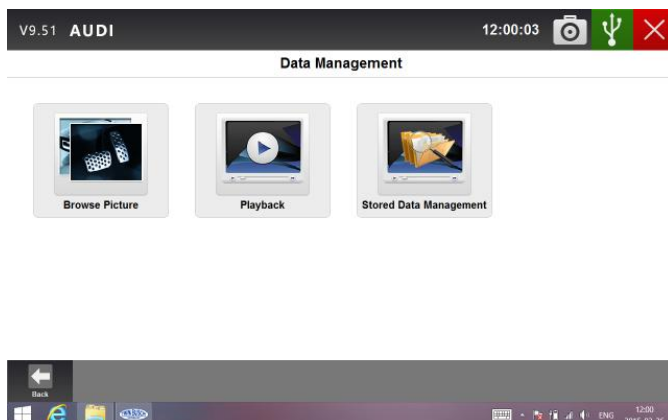 V9.51 AUDI 12:00:03
Data Management
Browse Picture Playback Stored Data Management
Back
ENG 12:00